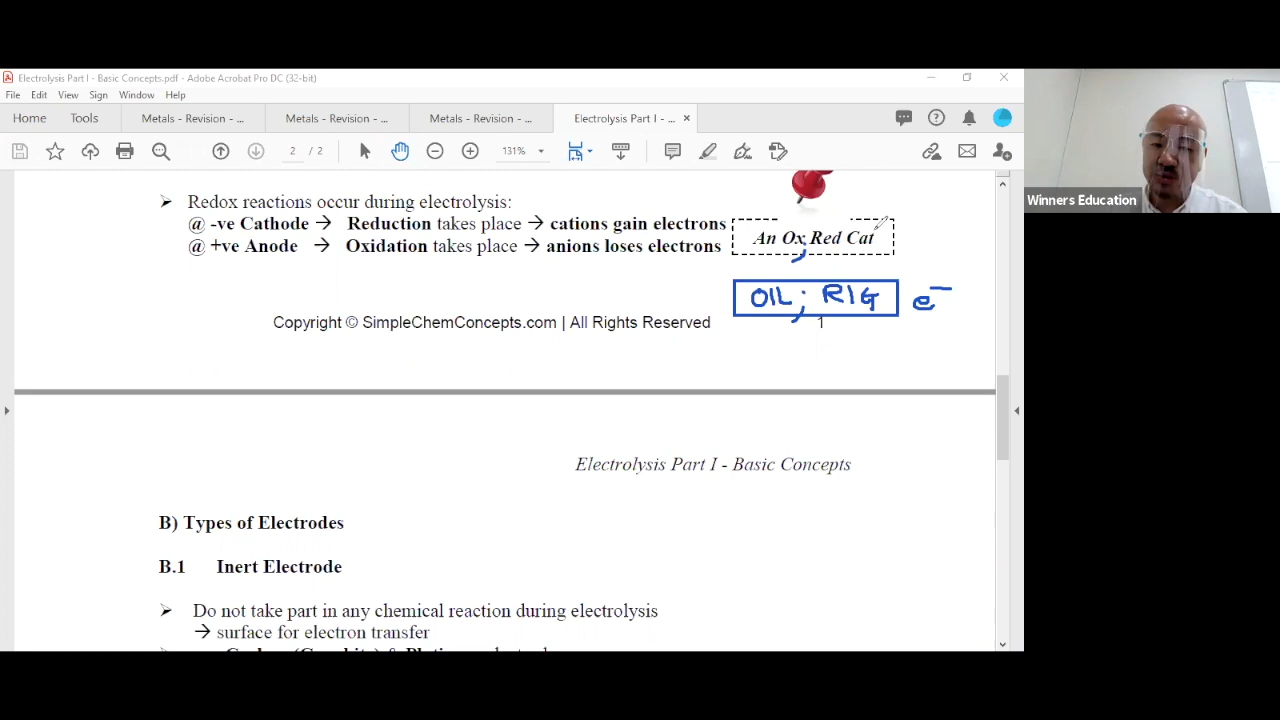 Electrolysis Part I - Basic Concepts.pdf - Adobe Acrobat Pro DC (32-bit)
File Edit View Sign Window Help
Home Tools Metals - Revision - ... Metals - Revision - ... Metals - Revision - ... Electrolysis Part I - ... ×
2 / 2 131%
➢ Redox reactions occur during electrolysis:
@ -ve Cathode → Reduction takes place → cations gain electrons
@ +ve Anode → Oxidation takes place → anions loses electrons
An Ox Red Cat
OIL ; RIG e⁻
Copyright © SimpleChemConcepts.com | All Rights Reserved 1
Electrolysis Part I - Basic Concepts
B) Types of Electrodes
B.1 Inert Electrode
➢ Do not take part in any chemical reaction during electrolysis
→ surface for electron transfer
Winners Education